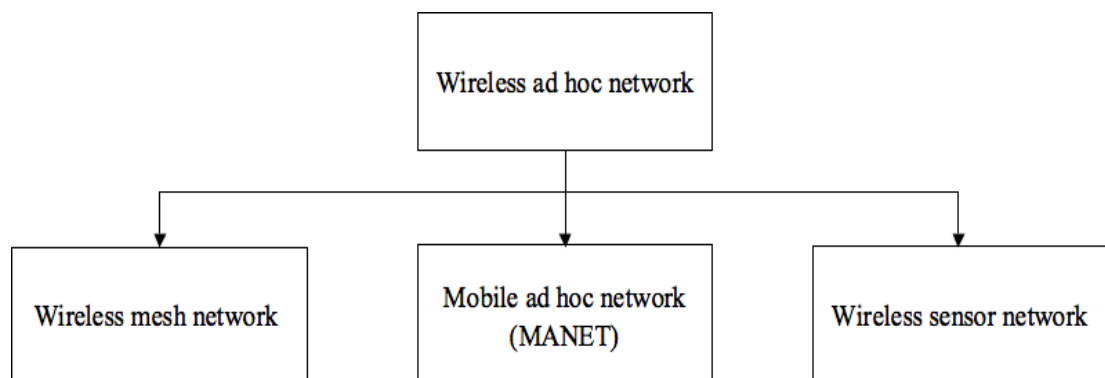 Wireless ad hoc network
Wireless mesh network
Mobile ad hoc network
(MANET)
Wireless sensor network